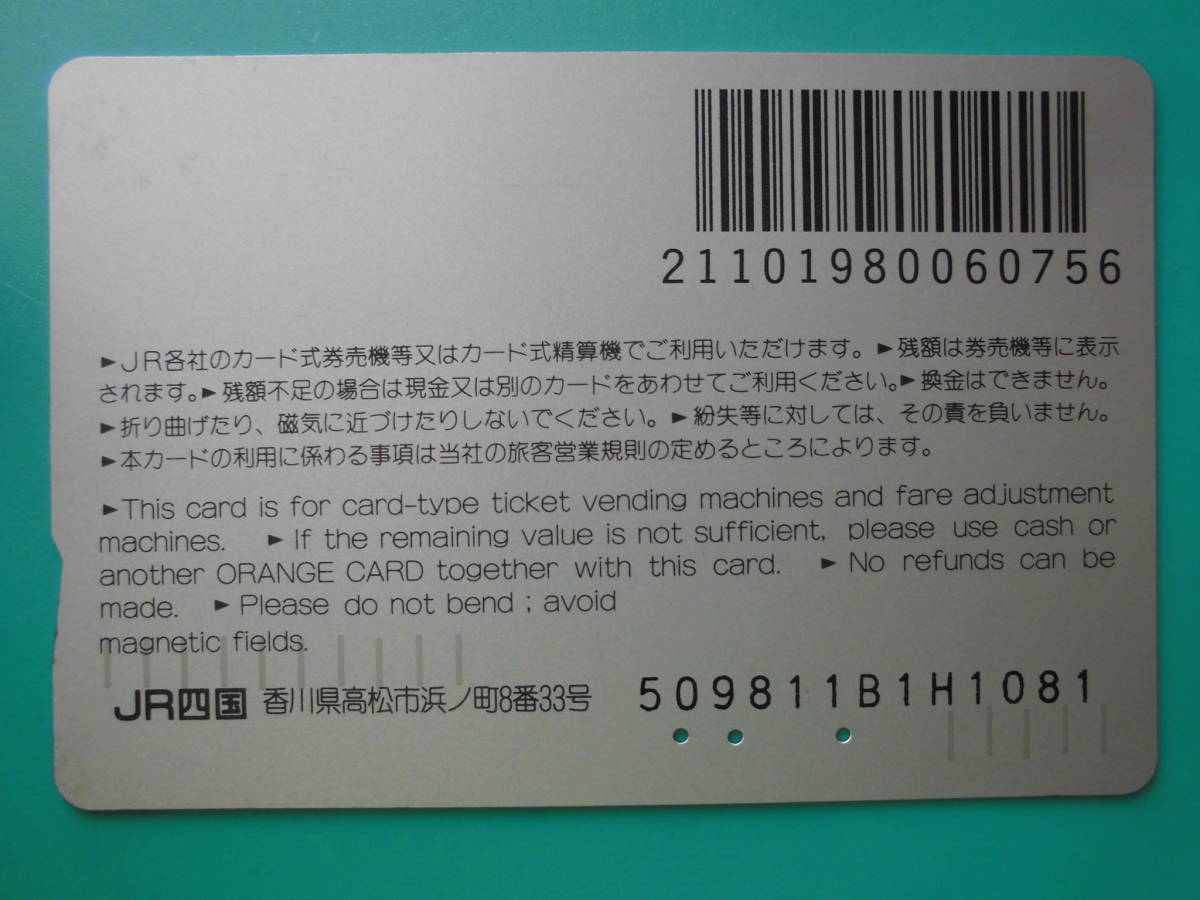 21101980060756
►JR各社のカード式券売機等又はカード式精算機でご利用いただけます。►残額は券売機等に表示
されます。►残額不足の場合は現金又は別のカードをあわせてご利用ください。►換金はできません。
►折り曲げたり、磁気に近づけたりしないでください。►紛失等に対しては、その責を負いません。
►本カードの利用に係わる事項は当社の旅客営業規則の定めるところによります。
►This card is for card-type ticket vending machines and fare adjustment
machines. ►If the remaining value is not sufficient, please use cash or
another ORANGE CARD together with this card. ►No refunds can be
made. ►Please do not bend ; avoid
magnetic fields.
JR四国 香川県高松市浜ノ町8番33号 509811B1H1081